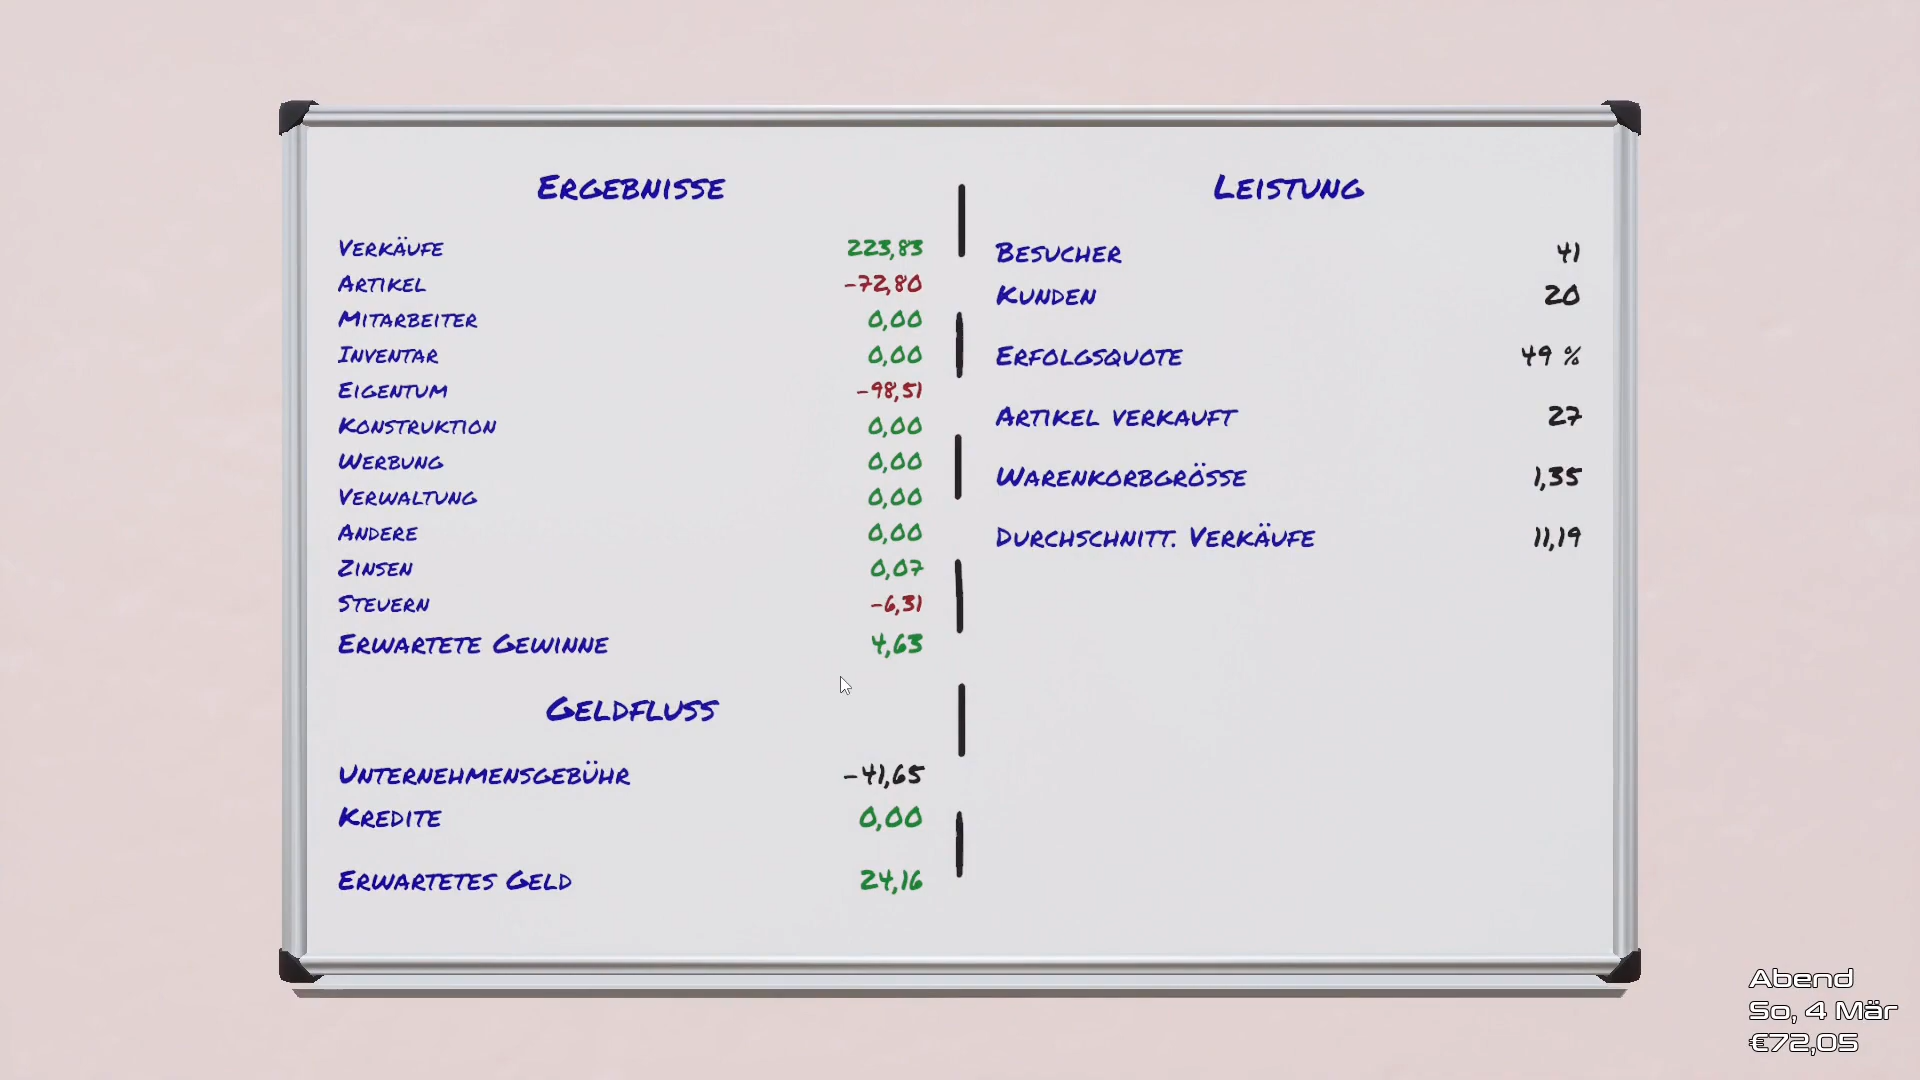 Ergebnisse
Verkäufe 223,83
Artikel -72,80
Mitarbeiter 0,00
Inventar 0,00
Eigentum -98,51
Konstruktion 0,00
Werbung 0,00
Verwaltung 0,00
Andere 0,00
Zinsen 0,07
Steuern -6,31
Erwartete Gewinne 4,63
Geldfluss
Unternehmensgebühr -41,65
Kredite 0,00
Erwartetes Geld 24,16
Leistung
Besucher 41
Kunden 20
Erfolgsquote 49 %
Artikel verkauft 27
Warenkorbgrösse 1,35
Durchschnitt. Verkäufe 11,19
Abend
So, 4 Mär
€72,05